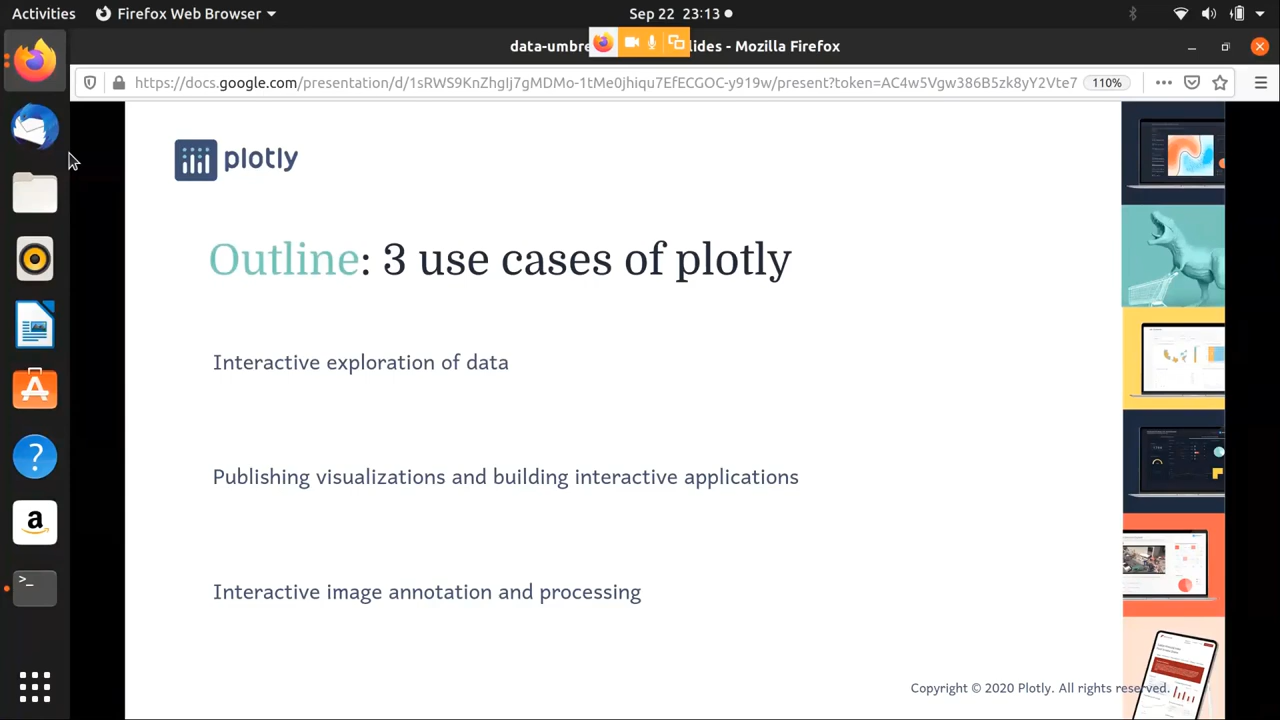 Activities
Firefox Web Browser
Sep 22 23:13
data-umbre
lides - Mozilla Firefox
https://docs.google.com/presentation/d/1sRWS9KnZhgIj7gMDMo-1tMe0jhiqu7EfECGOC-y919w/present?token=AC4w5Vgw386B5zk8yY2Vte7
110%
plotly
Outline: 3 use cases of plotly
Interactive exploration of data
Publishing visualizations and building interactive applications
Interactive image annotation and processing
Copyright © 2020 Plotly. All rights reserved.